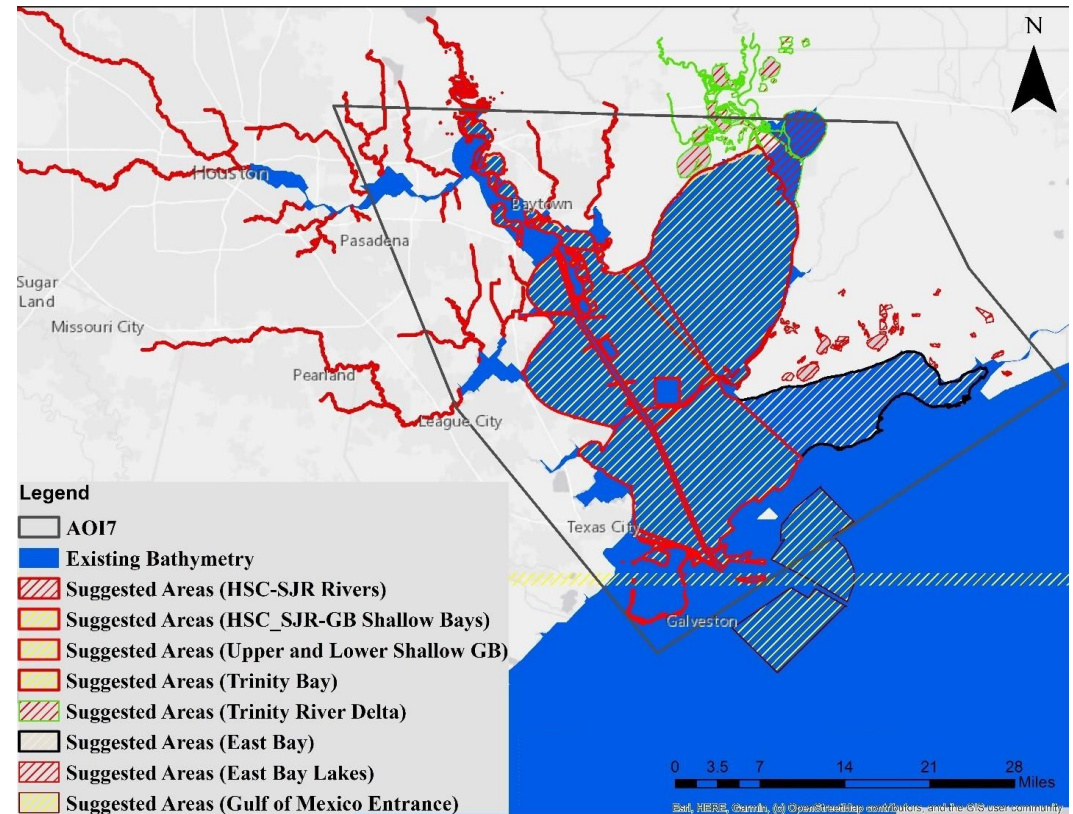 N
Houston
Baytown
Pasadena
Sugar
Land
Missouri City
Pearland
League City
Texas City
Galveston
Legend
AOI7
Existing Bathymetry
Suggested Areas (HSC-SJR Rivers)
Suggested Areas (HSC_SJR-GB Shallow Bays)
Suggested Areas (Upper and Lower Shallow GB)
Suggested Areas (Trinity Bay)
Suggested Areas (Trinity River Delta)
Suggested Areas (East Bay)
Suggested Areas (East Bay Lakes)
Suggested Areas (Gulf of Mexico Entrance)
0 3.5 7 14 21 28
Miles
Esri, HERE, Garmin, (c) OpenStreetMap contributors, and the GIS user community